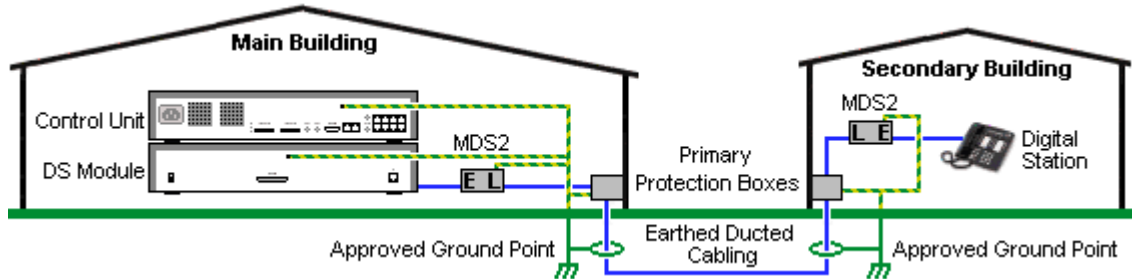 Main Building
Secondary Building
Control Unit
DS Module
MDS2
E L
Primary
Protection Boxes
MDS2
L E
Digital
Station
Approved Ground Point
Earthed Ducted
Cabling
Approved Ground Point